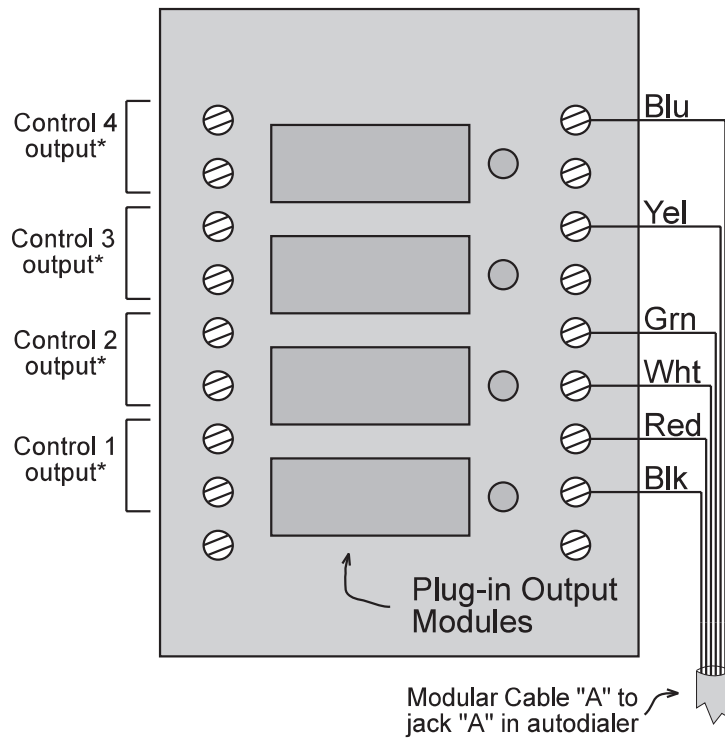 Control 4
output*
Control 3
output*
Control 2
output*
Control 1
output*
Blu
Yel
Grn
Wht
Red
Blk
Plug-in Output
Modules
Modular Cable "A" to
jack "A" in autodialer